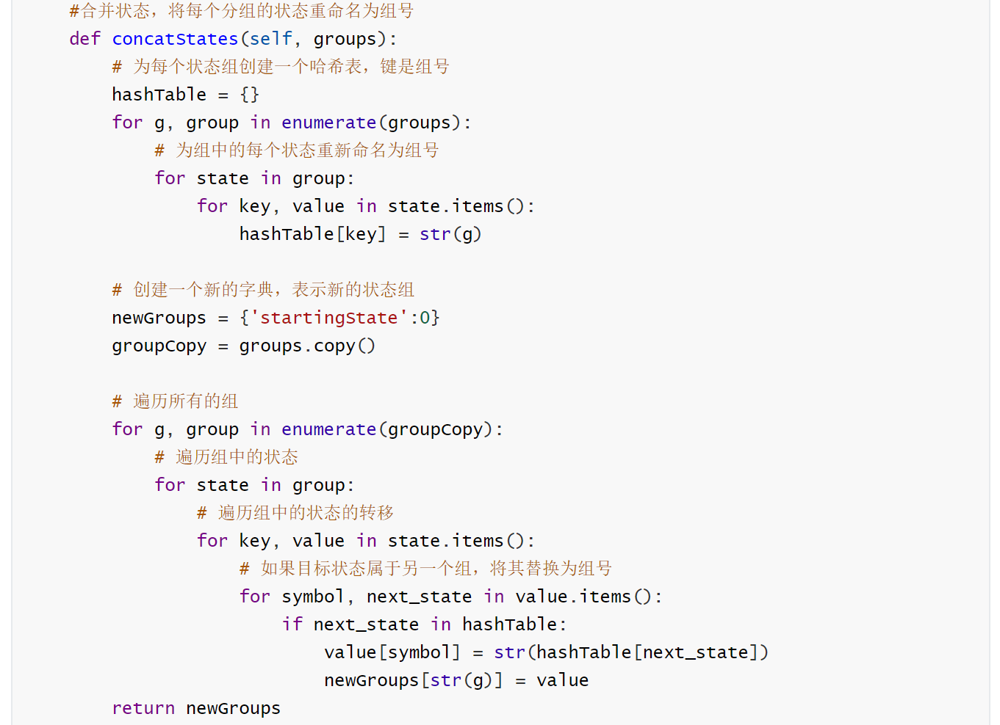 #合并状态，将每个分组的状态重命名为组号
def concatStates(self, groups):
# 为每个状态组创建一个哈希表，键是组号
hashTable = {}
for g, group in enumerate(groups):
# 为组中的每个状态重新命名为组号
for state in group:
for key, value in state.items():
hashTable[key] = str(g)
# 创建一个新的字典，表示新的状态组
newGroups = {'startingState':0}
groupCopy = groups.copy()
# 遍历所有的组
for g, group in enumerate(groupCopy):
# 遍历组中的状态
for state in group:
# 遍历组中的状态的转移
for key, value in state.items():
# 如果目标状态属于另一个组，将其替换为组号
for symbol, next_state in value.items():
if next_state in hashTable:
value[symbol] = str(hashTable[next_state])
newGroups[str(g)] = value
return newGroups